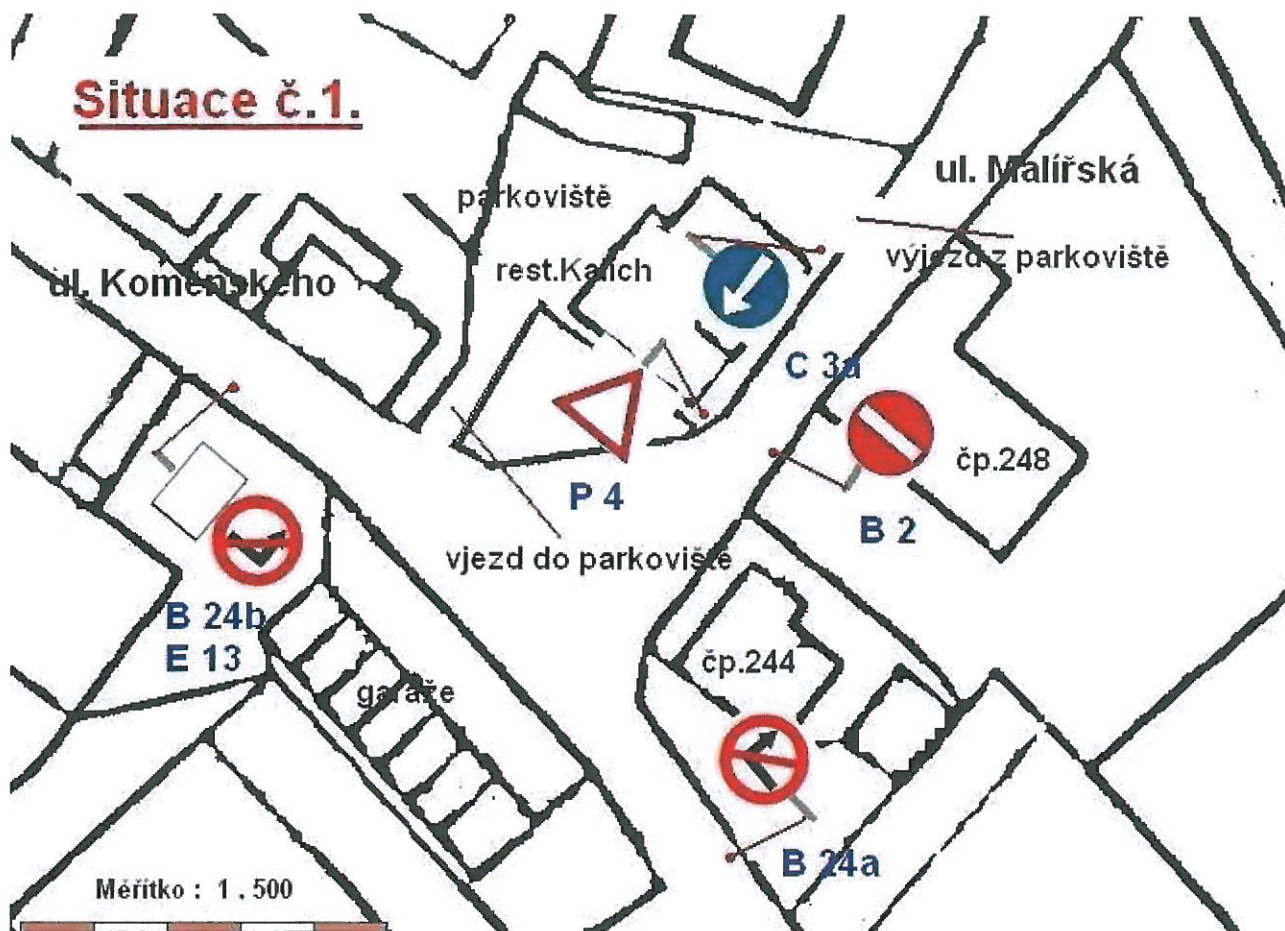 Situace č.1.
ul. Malířská
parkoviště
výjezd z parkoviště
rest.Kalich
ul. Komenského
C 3a
čp.248
P 4
B 2
vjezd do parkoviště
B 24b
E 13
čp.244
garáže
B 24a
Měřítko : 1 . 500